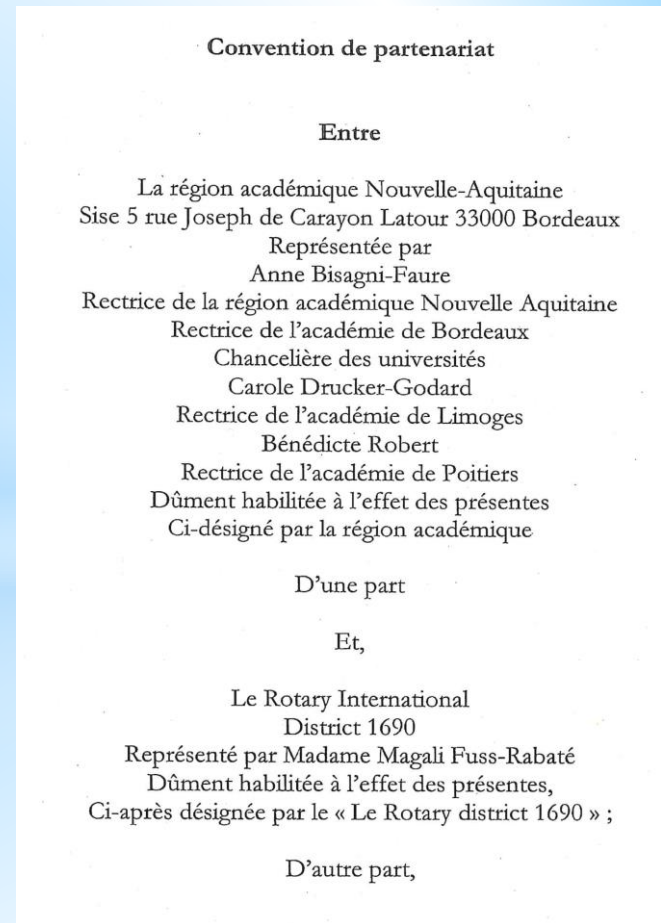 Convention de partenariat
Entre
La région académique Nouvelle-Aquitaine
Sise 5 rue Joseph de Carayon Latour 33000 Bordeaux
Représentée par
Anne Bisagni-Faure
Rectrice de la région académique Nouvelle Aquitaine
Rectrice de l'académie de Bordeaux
Chancelière des universités
Carole Drucker-Godard
Rectrice de l'académie de Limoges
Bénédicte Robert
Rectrice de l'académie de Poitiers
Dûment habilitée à l'effet des présentes
Ci-désigné par la région académique
D'une part
Et,
Le Rotary International
District 1690
Représenté par Madame Magali Fuss-Rabaté
Dûment habilitée à l'effet des présentes,
Ci-après désignée par le « Le Rotary district 1690 » ;
D'autre part,